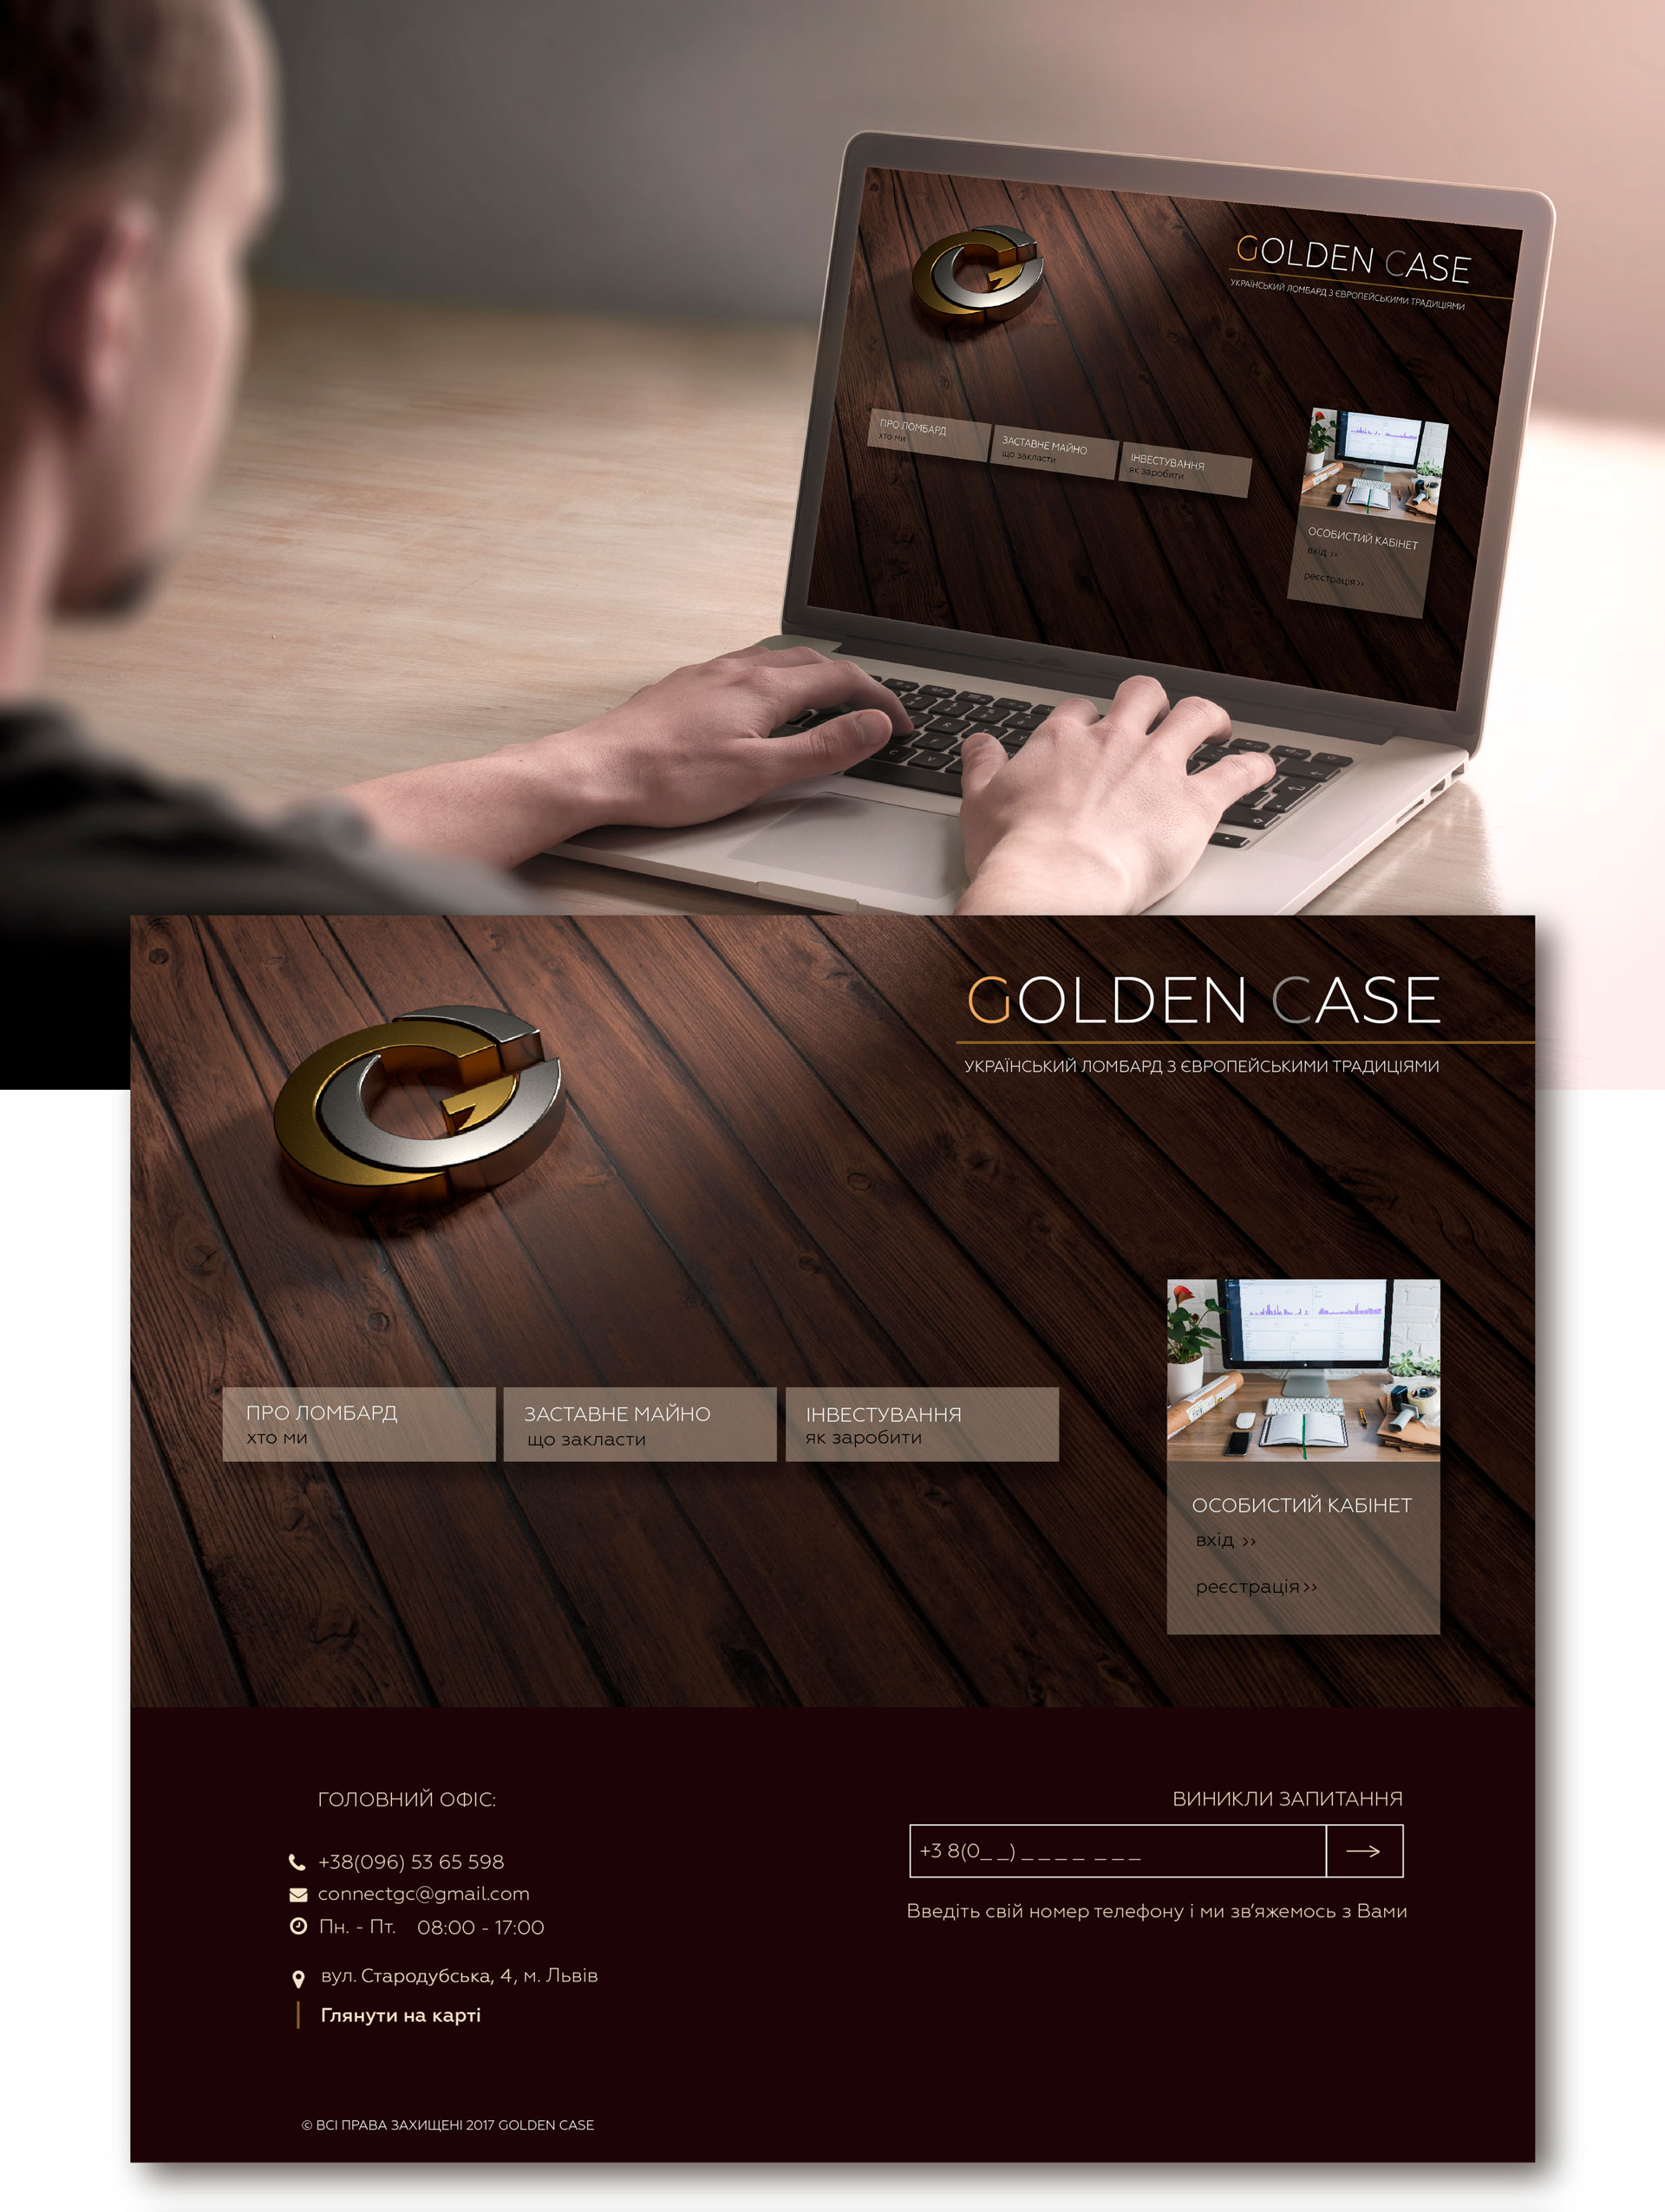 GOLDEN CASE
УКРАЇНСЬКИЙ ЛОМБАРД З ЄВРОПЕЙСЬКИМИ ТРАДИЦІЯМИ
ПРО ЛОМБАРД
хто ми
ЗАСТАВНЕ МАЙНО
що закласти
ІНВЕСТУВАННЯ
як заробити
ОСОБИСТИЙ КАБІНЕТ
вхід ››
реєстрація ››
GOLDEN CASE
УКРАЇНСЬКИЙ ЛОМБАРД З ЄВРОПЕЙСЬКИМИ ТРАДИЦІЯМИ
ПРО ЛОМБАРД
хто ми
ЗАСТАВНЕ МАЙНО
що закласти
ІНВЕСТУВАННЯ
як заробити
ОСОБИСТИЙ КАБІНЕТ
вхід ››
реєстрація ››
ГОЛОВНИЙ ОФІС:
+38(096) 53 65 598
connectgc@gmail.com
Пн. - Пт. 08:00 - 17:00
вул. Стародубська, 4, м. Львів
Глянути на карті
ВИНИКЛИ ЗАПИТАННЯ
+3 8(0_ _) _ _ _ _ _ _ _
Введіть свій номер телефону і ми зв’яжемось з Вами
© ВСІ ПРАВА ЗАХИЩЕНІ 2017 GOLDEN CASE